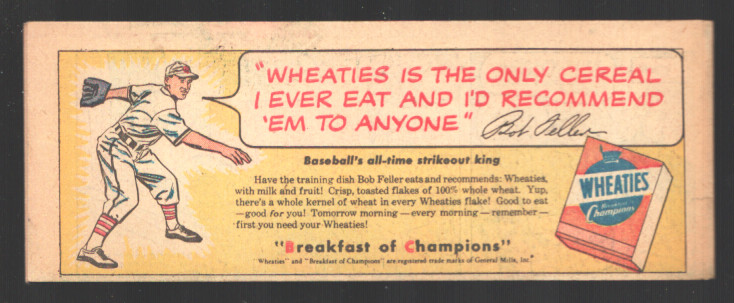 "WHEATIES IS THE ONLY CEREAL
I EVER EAT AND I'D RECOMMEND
'EM TO ANYONE" Bob Feller
Baseball's all-time strikeout king
Have the training dish Bob Feller eats and recommends: Wheaties,
with milk and fruit! Crisp, toasted flakes of 100% whole wheat. Yup,
there's a whole kernel of wheat in every Wheaties flake! Good to eat
—good for you! Tomorrow morning—every morning—remember—
first you need your Wheaties!
WHEATIES
Breakfast of
Champions
"Breakfast of Champions"
"Wheaties" and "Breakfast of Champions" are registered trade marks of General Mills, Inc.